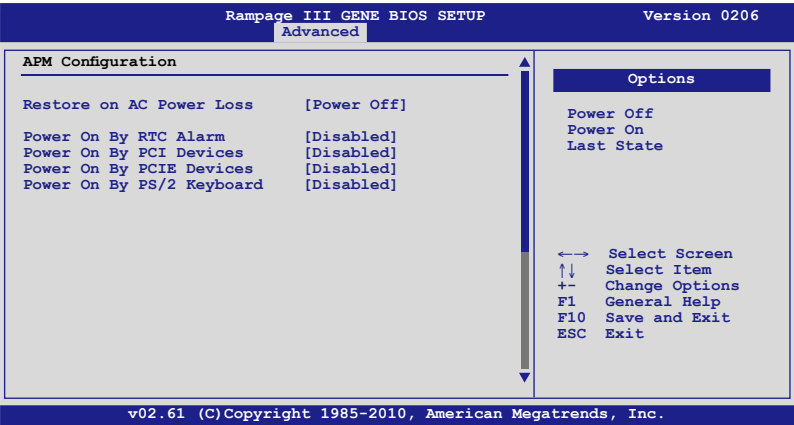 Rampage III GENE BIOS SETUP Version 0206
Advanced
APM Configuration
Restore on AC Power Loss [Power Off]
Power On By RTC Alarm [Disabled]
Power On By PCI Devices [Disabled]
Power On By PCIE Devices [Disabled]
Power On By PS/2 Keyboard [Disabled]
Options
Power Off
Power On
Last State
←→ Select Screen
↑↓ Select Item
+- Change Options
F1 General Help
F10 Save and Exit
ESC Exit
v02.61 (C)Copyright 1985-2010, American Megatrends, Inc.